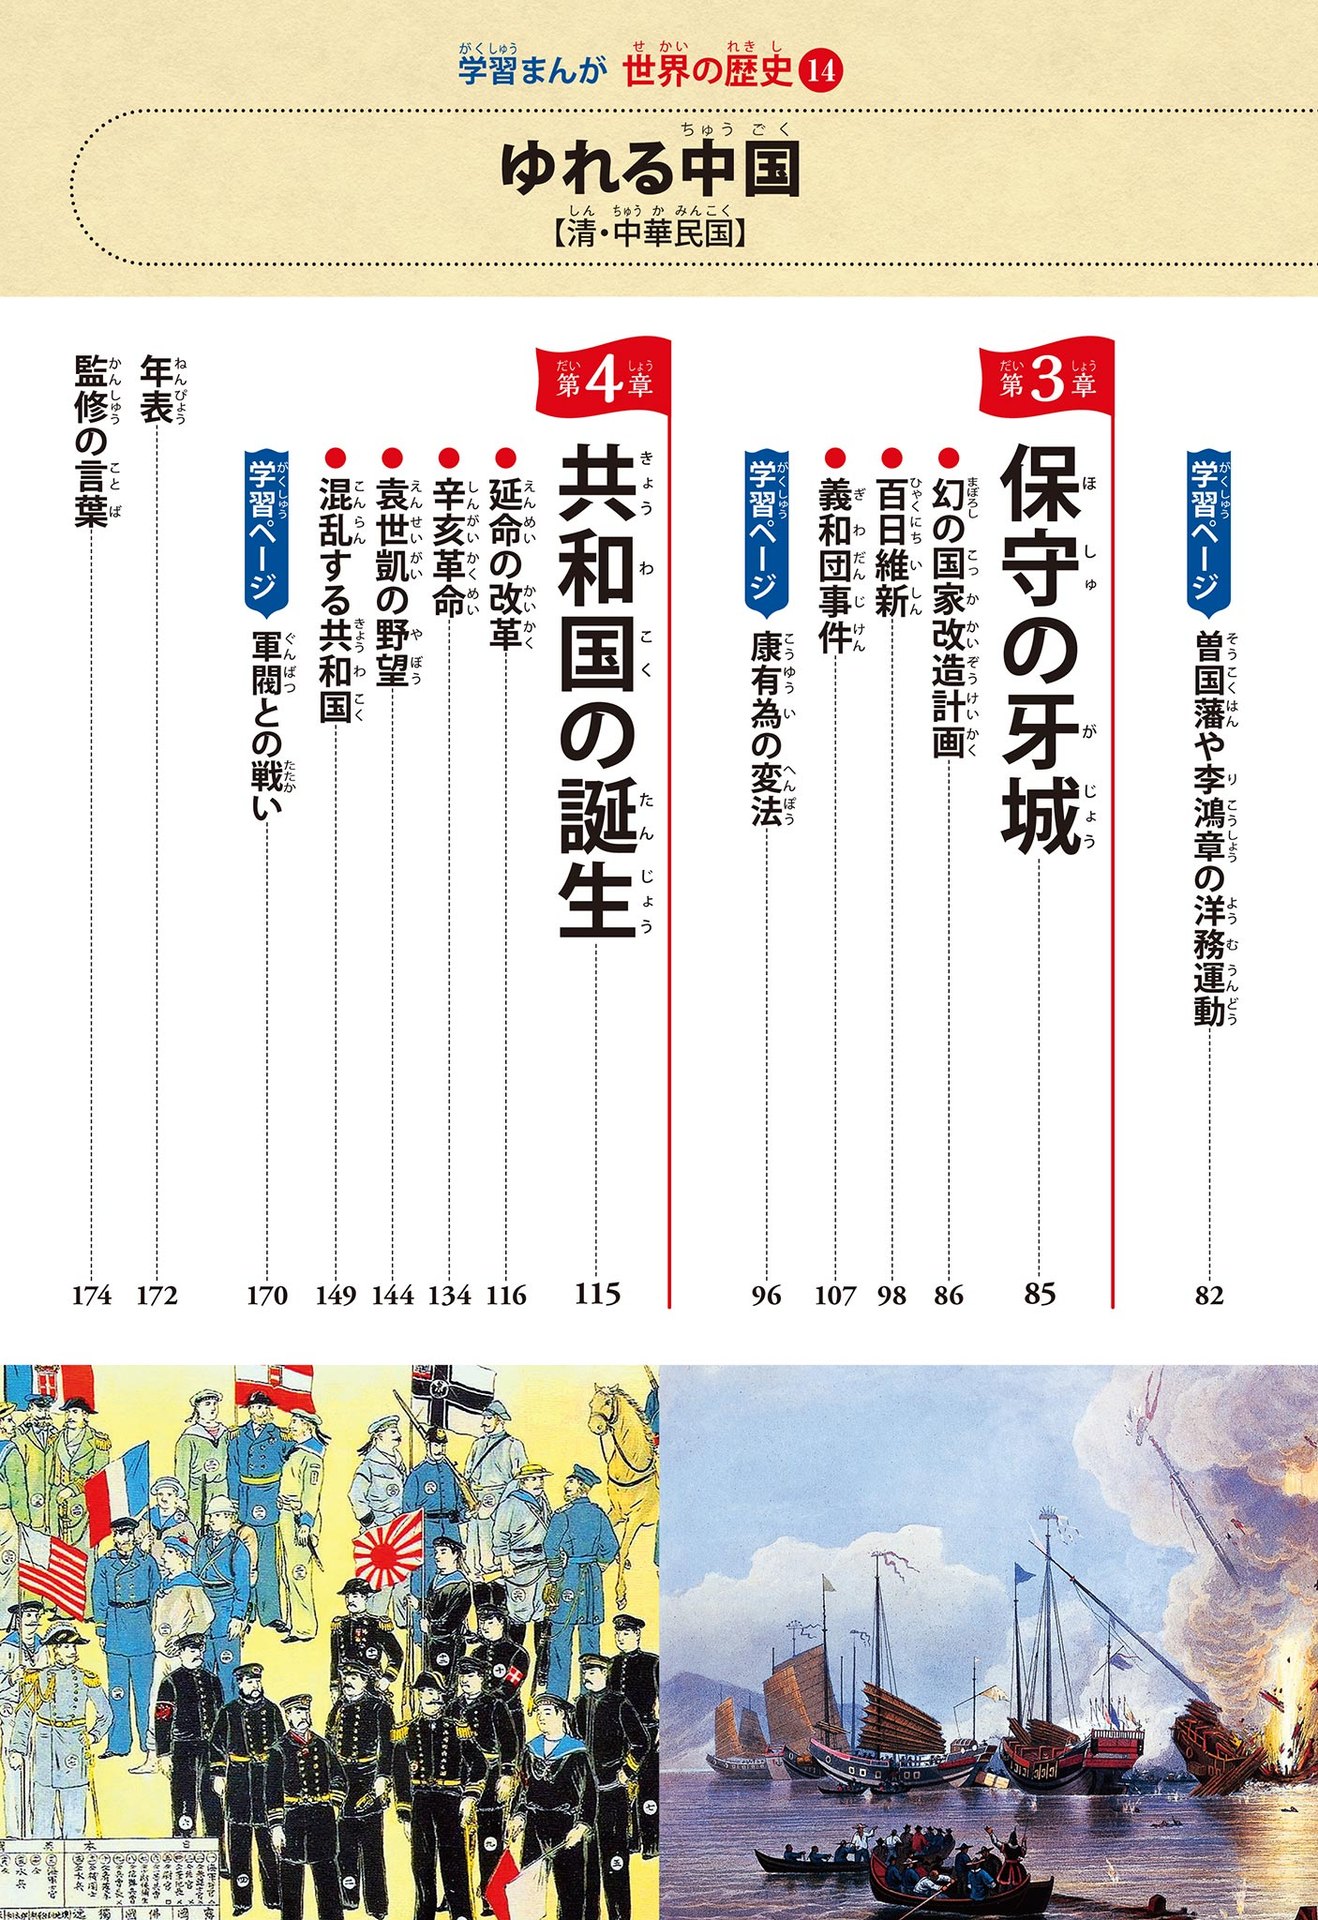 学習まんが 世界の歴史14
ゆれる中国
【清・中華民国】
学習ページ 曽国藩や李鴻章の洋務運動 82
第3章 保守の牙城 85
幻の国家改造計画 86
百日維新 98
義和団事件 107
学習ページ 康有為の変法 96
第4章 共和国の誕生 115
延命の改革 116
辛亥革命 134
袁世凱の野望 144
混乱する共和国 149
学習ページ 軍閥との戦い 170
年表 172
監修の言葉 174